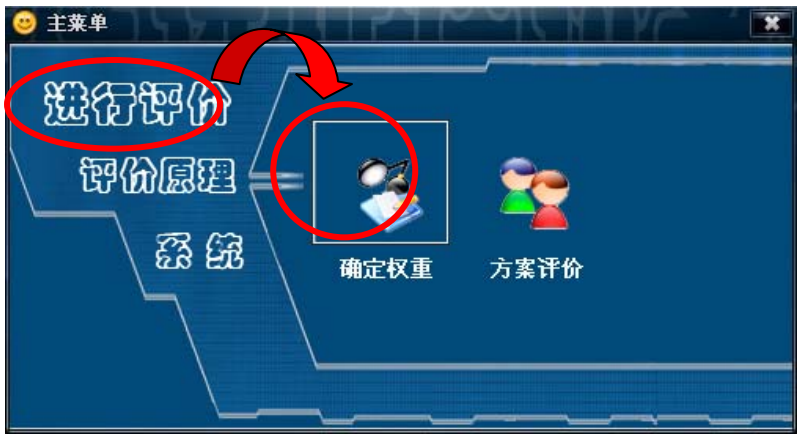 主菜单
进行评价
评价原理
系统
确定权重
方案评价